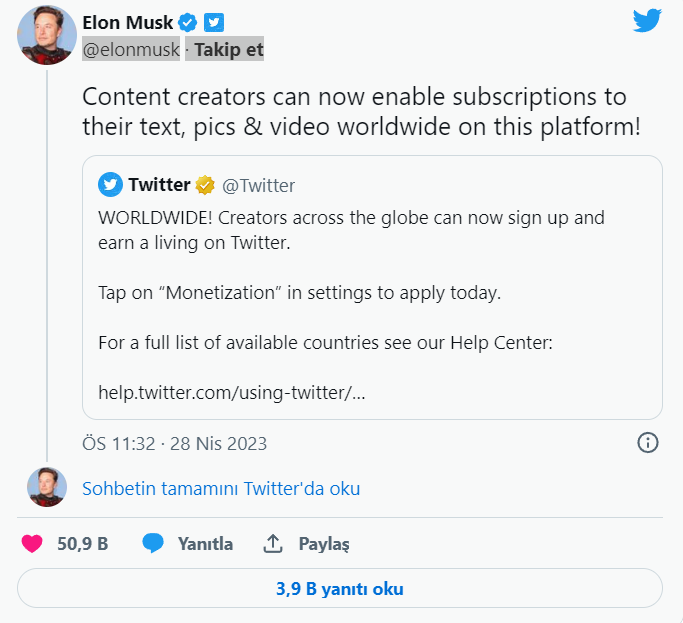 Elon Musk
@elonmusk · Takip et
Content creators can now enable subscriptions to
their text, pics & video worldwide on this platform!
Twitter @Twitter
WORLDWIDE! Creators across the globe can now sign up and
earn a living on Twitter.
Tap on “Monetization” in settings to apply today.
For a full list of available countries see our Help Center:
help.twitter.com/using-twitter/…
ÖS 11:32 · 28 Nis 2023
Sohbetin tamamını Twitter'da oku
50,9 B Yanıtla Paylaş
3,9 B yanıtı oku